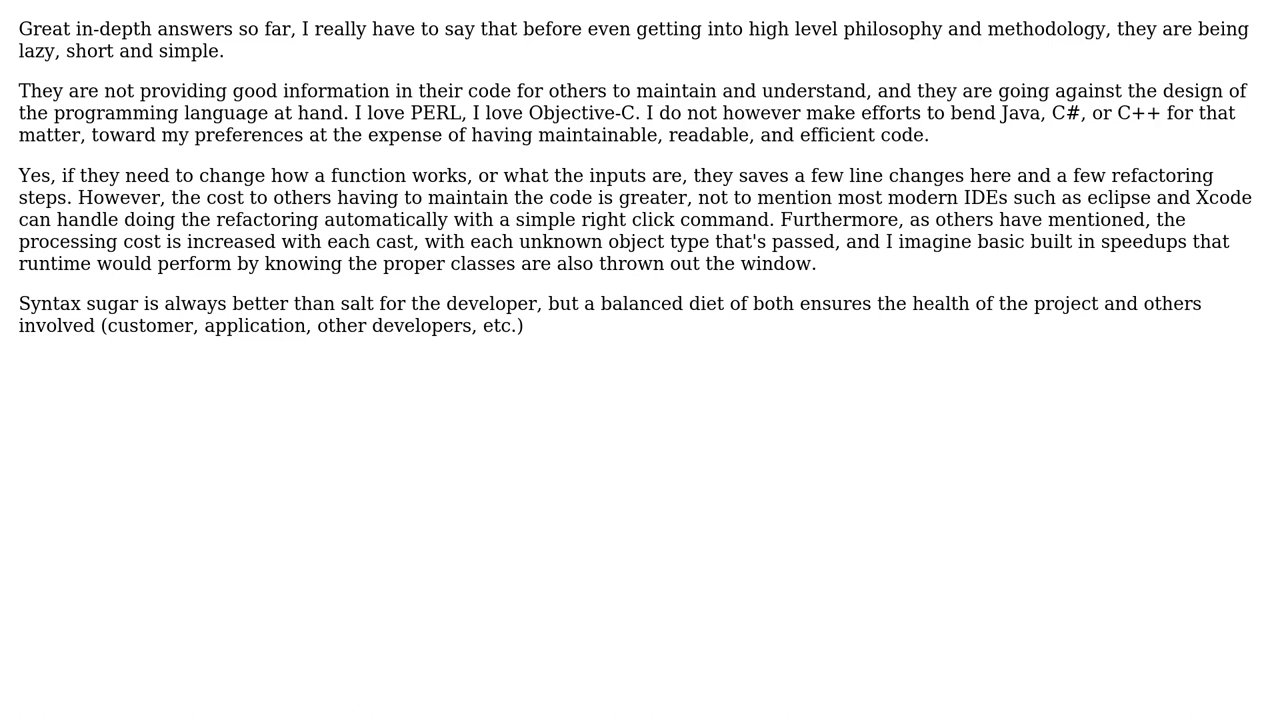 Great in-depth answers so far, I really have to say that before even getting into high level philosophy and methodology, they are being
lazy, short and simple.
They are not providing good information in their code for others to maintain and understand, and they are going against the design of
the programming language at hand. I love PERL, I love Objective-C. I do not however make efforts to bend Java, C#, or C++ for that
matter, toward my preferences at the expense of having maintainable, readable, and efficient code.
Yes, if they need to change how a function works, or what the inputs are, they saves a few line changes here and a few refactoring
steps. However, the cost to others having to maintain the code is greater, not to mention most modern IDEs such as eclipse and Xcode
can handle doing the refactoring automatically with a simple right click command. Furthermore, as others have mentioned, the
processing cost is increased with each cast, with each unknown object type that's passed, and I imagine basic built in speedups that
runtime would perform by knowing the proper classes are also thrown out the window.
Syntax sugar is always better than salt for the developer, but a balanced diet of both ensures the health of the project and others
involved (customer, application, other developers, etc.)